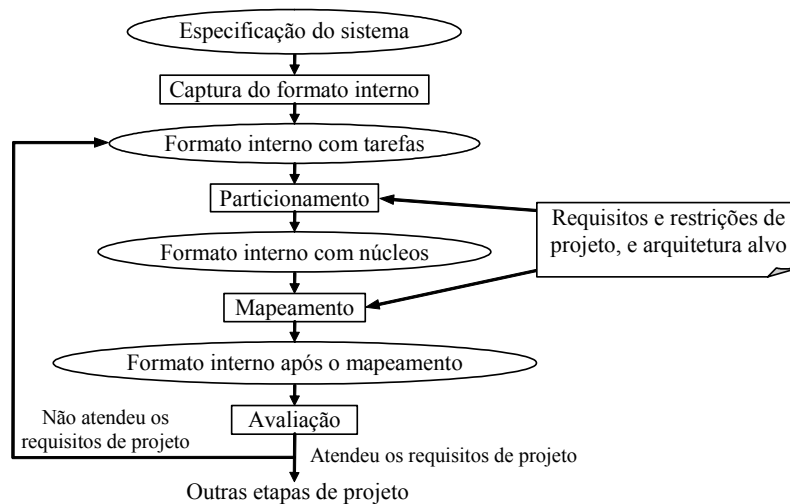 Especificação do sistema
Captura do formato interno
Formato interno com tarefas
Particionamento
Requisitos e restrições de
projeto, e arquitetura alvo
Formato interno com núcleos
Mapeamento
Formato interno após o mapeamento
Avaliação
Não atendeu os
requisitos de projeto
Atendeu os requisitos de projeto
Outras etapas de projeto